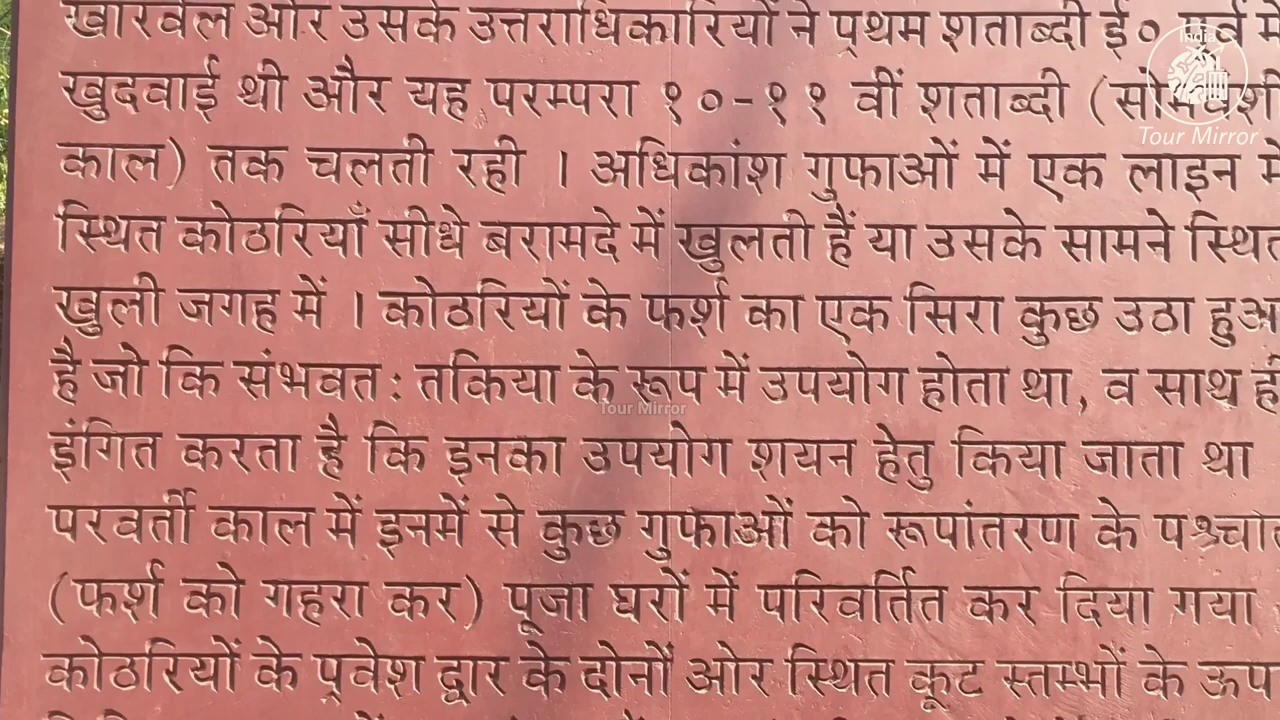 खारवेल और उसके उत्तराधिकारियों ने प्रथम शताब्दी ई० पूर्व में
खुदवाई थी और यह परम्परा १०-११ वीं शताब्दी (सोमवंशी
काल) तक चलती रही । अधिकांश गुफाओं में एक लाइन में
स्थित कोठरियाँ सीधे बरामदे में खुलती हैं या उसके सामने स्थित
खुली जगह में । कोठरियों के फर्श का एक सिरा कुछ उठा हुआ
है जो कि संभवत: तकिया के रूप में उपयोग होता था, व साथ ही
इंगित करता है कि इनका उपयोग शयन हेतु किया जाता था
परवर्ती काल में इनमें से कुछ गुफाओं को रूपांतरण के पश्चात
(फर्श को गहरा कर) पूजा घरों में परिवर्तित कर दिया गया
कोठरियों के प्रवेश द्वार के दोनों ओर स्थित कूट स्तम्भों के ऊप
India
Tour Mirror
Tour Mirror